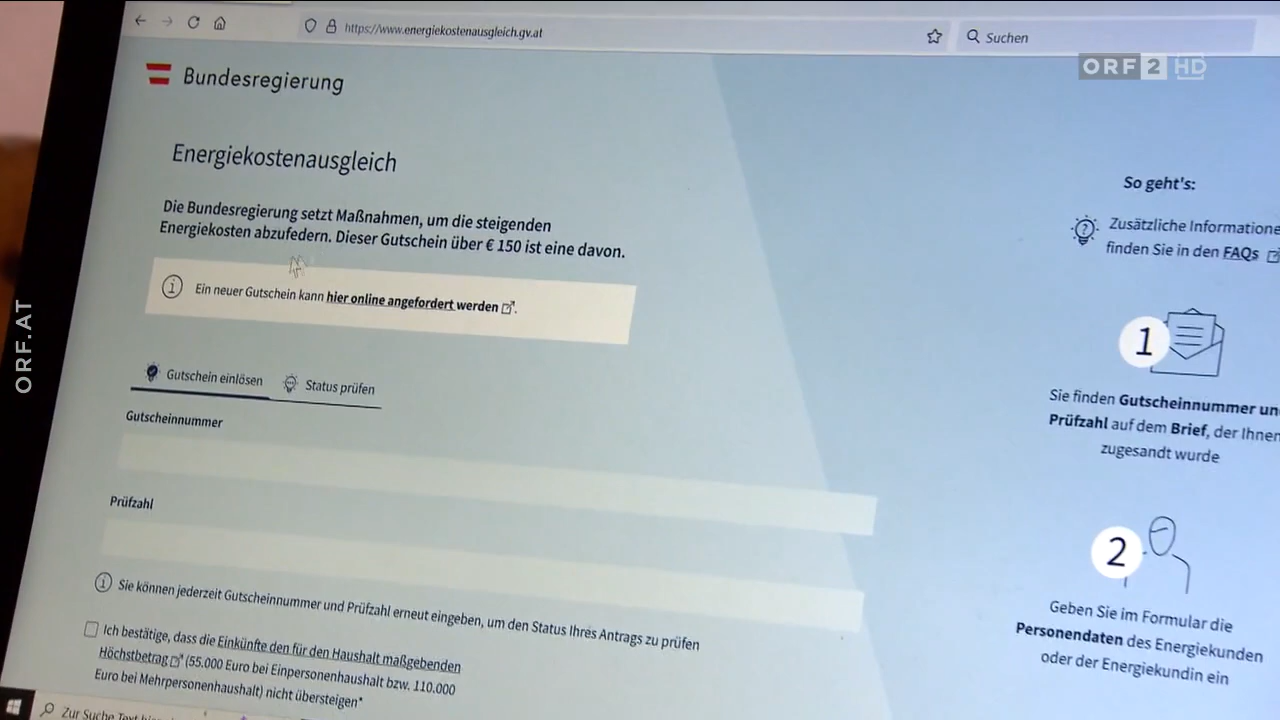 https://www.energiekostenausgleich.gv.at
Suchen
ORF 2 HD
Bundesregierung
Energiekostenausgleich
Die Bundesregierung setzt Maßnahmen, um die steigenden
Energiekosten abzufedern. Dieser Gutschein über € 150 ist eine davon.
Ein neuer Gutschein kann hier online angefordert werden.
Gutschein einlösen
Status prüfen
Gutscheinnummer
Prüfzahl
Sie können jederzeit Gutscheinnummer und Prüfzahl erneut eingeben, um den Status Ihres Antrags zu prüfen
Ich bestätige, dass die Einkünfte den für den Haushalt maßgebenden
Höchstbetrag (55.000 Euro bei Einpersonenhaushalt bzw. 110.000
Euro bei Mehrpersonenhaushalt) nicht übersteigen*
So geht's:
Zusätzliche Informatione
finden Sie in den FAQs
1
Sie finden Gutscheinnummer un
Prüfzahl auf dem Brief, der Ihnen
zugesandt wurde
2
Geben Sie im Formular die
Personendaten des Energiekunden
oder der Energiekundin ein
Zur Suche Text
ORF.AT